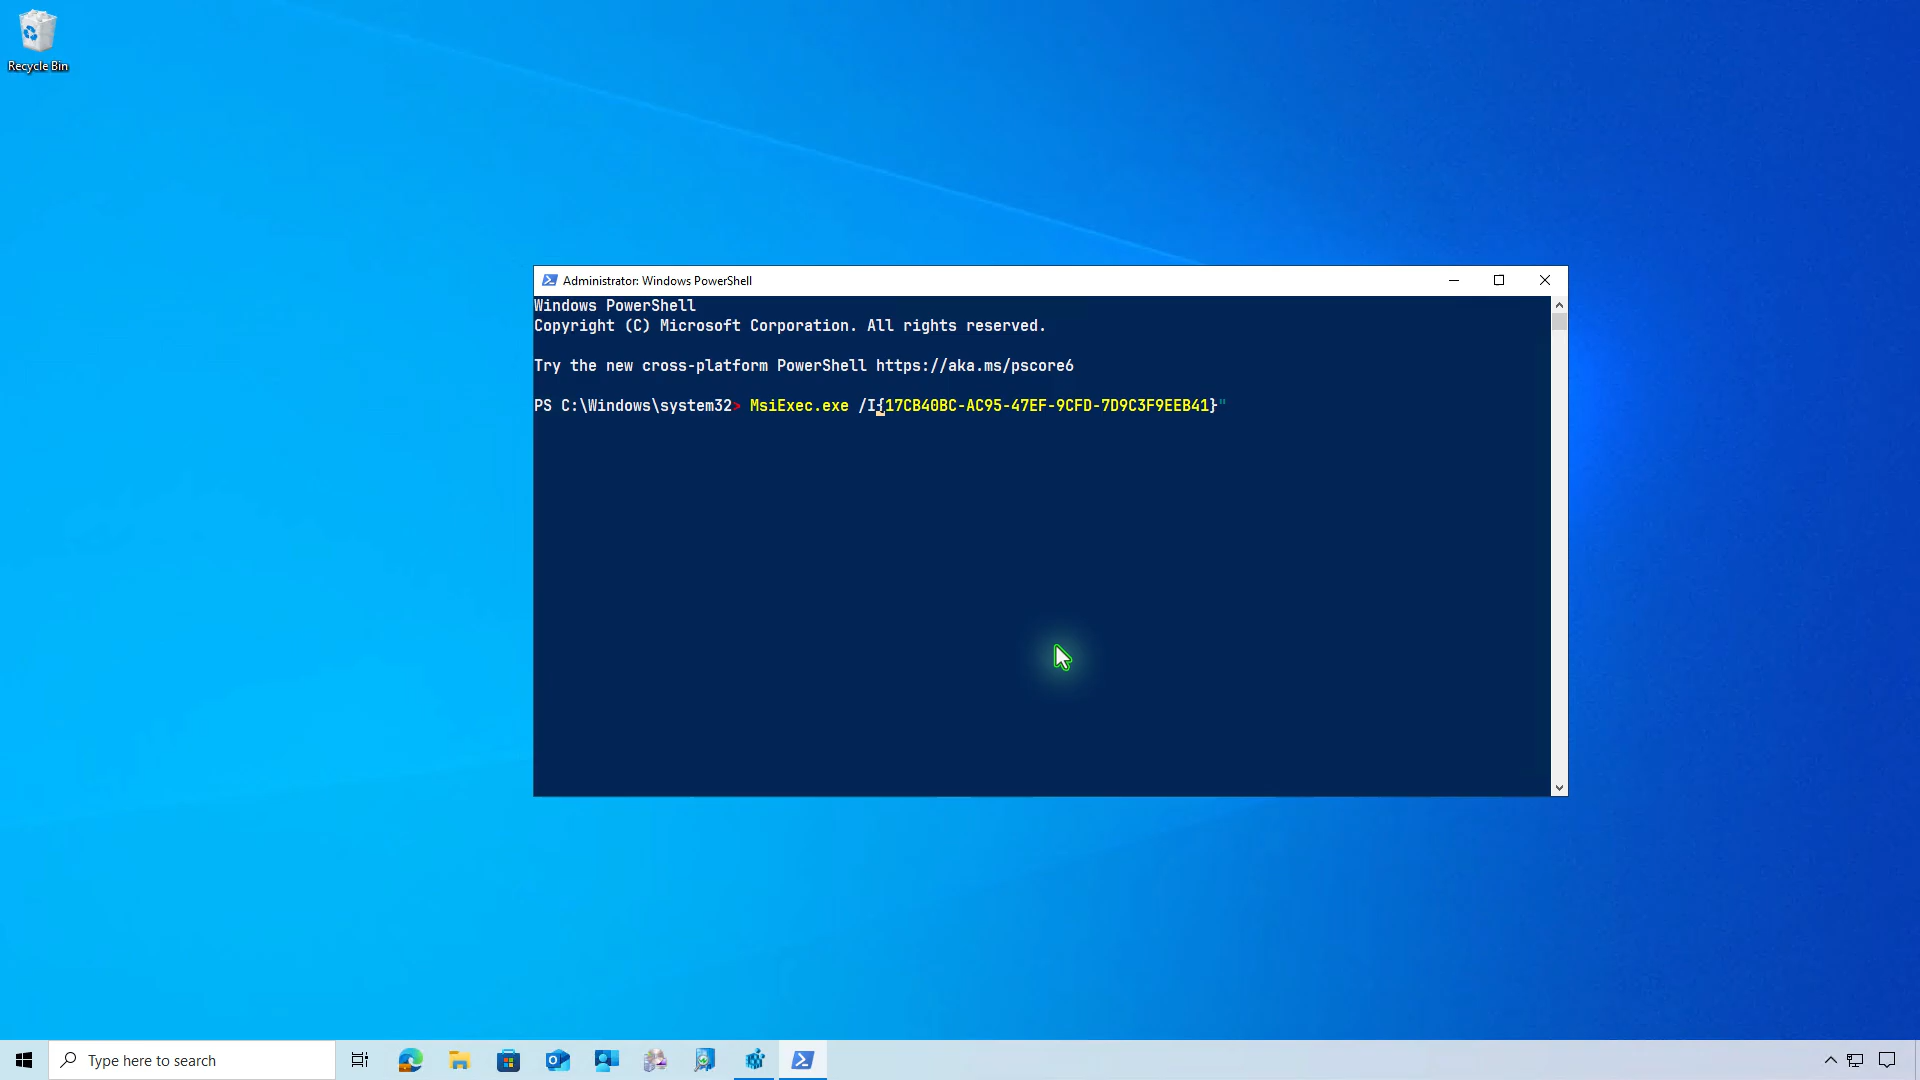 Recycle Bin
Administrator: Windows PowerShell
Windows PowerShell
Copyright (C) Microsoft Corporation. All rights reserved.
Try the new cross-platform PowerShell https://aka.ms/pscore6
PS C:\Windows\system32> MsiExec.exe /I{17CB40BC-AC95-47EF-9CFD-7D9C3F9EEB41}"
Type here to search